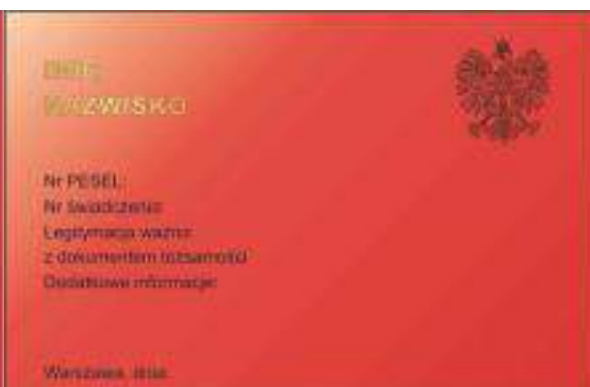 IMIĘ
NAZWISKO
Nr PESEL:
Nr świadczenia:
Legitymacja ważna
z dokumentem tożsamości
Dodatkowe informacje:
Warszawa, dnia